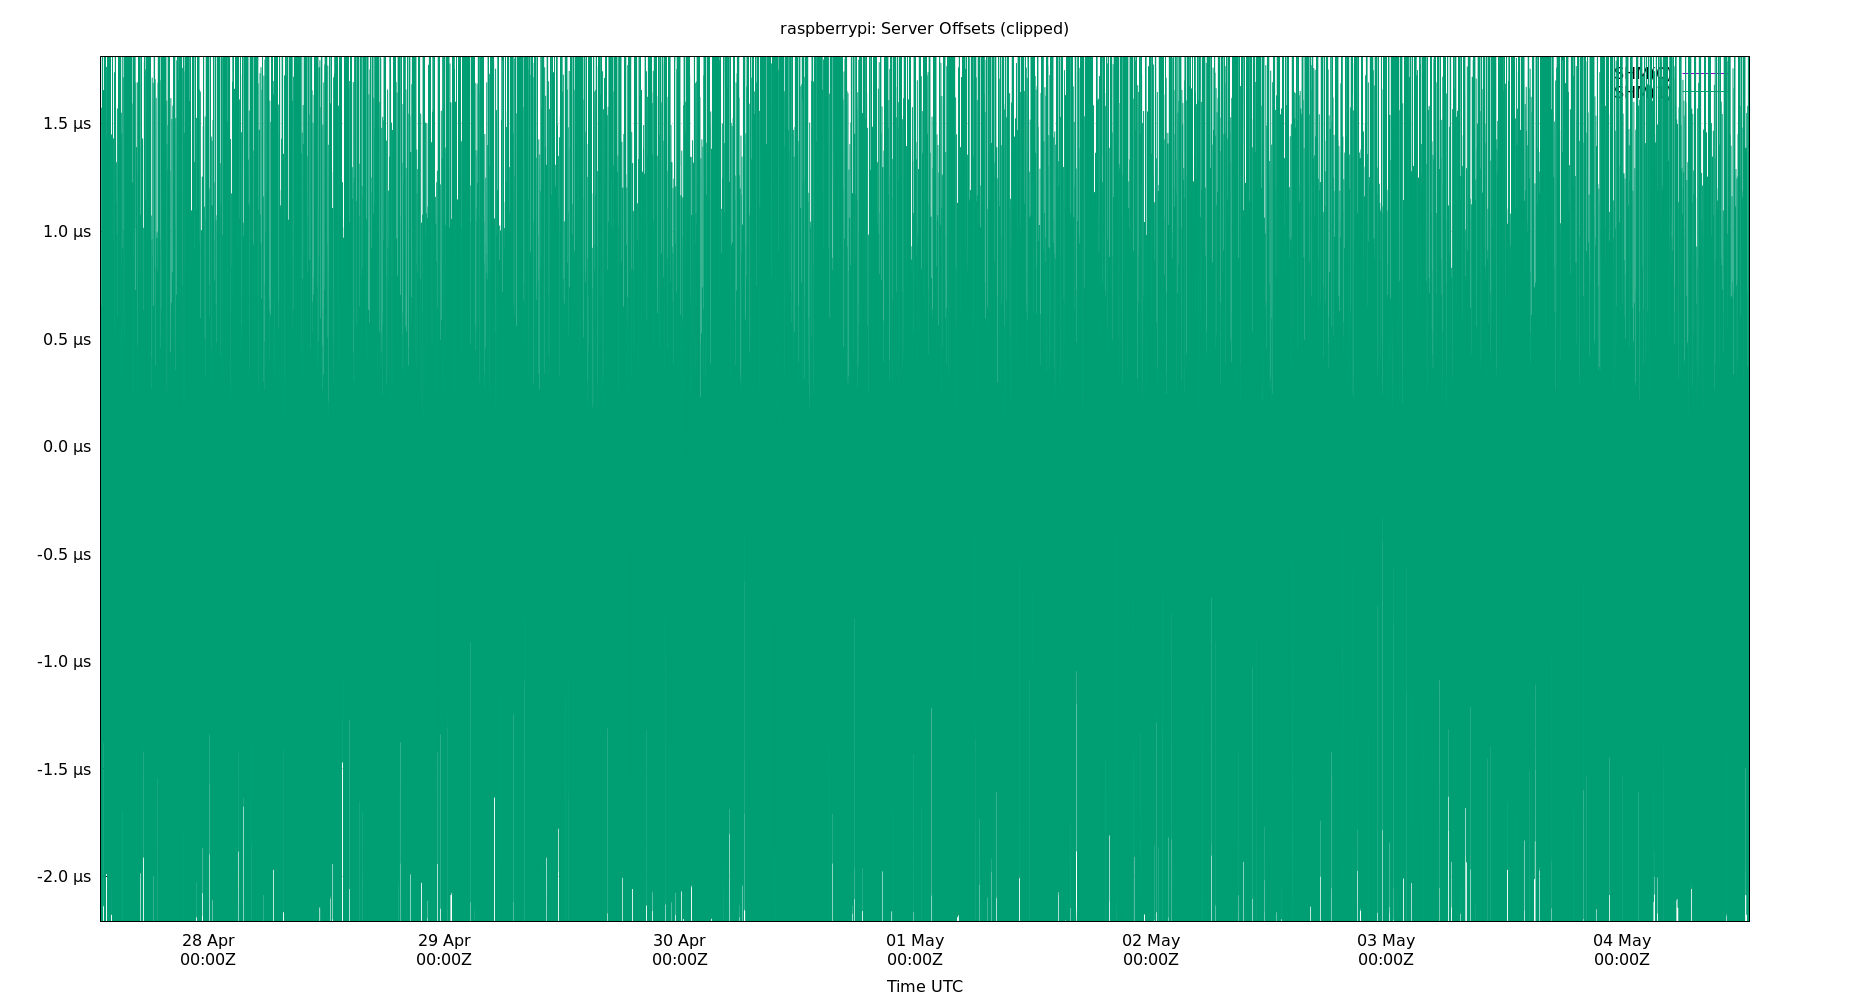 raspberrypi: Server Offsets (clipped)
SHM(0)
1.5 µs
1.0 µs
0.5 µs
0.0 µs
-0.5 µs
-1.0 µs
-1.5 µs
-2.0 µs
28 Apr 29 Apr 30 Apr 01 May 02 May 03 May 04 May
00:00Z 00:00Z 00:00Z 00:00Z 00:00Z 00:00Z 00:00Z
Time UTC